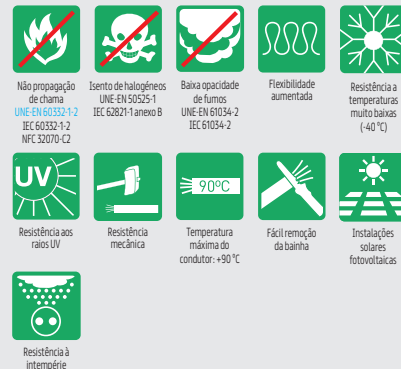 Não propagação
de chama
UNE-EN 60332-1-2
IEC 60332-1-2
NFC 32070-C2
Isento de halogéneos
UNE-EN 50525-1
IEC 62821-1 anexo B
Baixa opacidade
de fumos
UNE-EN 61034-2
IEC 61034-2
Flexibilidade
aumentada
Resistência a
temperaturas
muito baixas
(-40 °C)
UV
Resistência aos
raios UV
Resistência
mecânica
90ºC
Temperatura
máxima do
condutor: +90 °C
Fácil remoção
da bainha
Instalações
solares
fotovoltaicas
Resistência à
intempérie